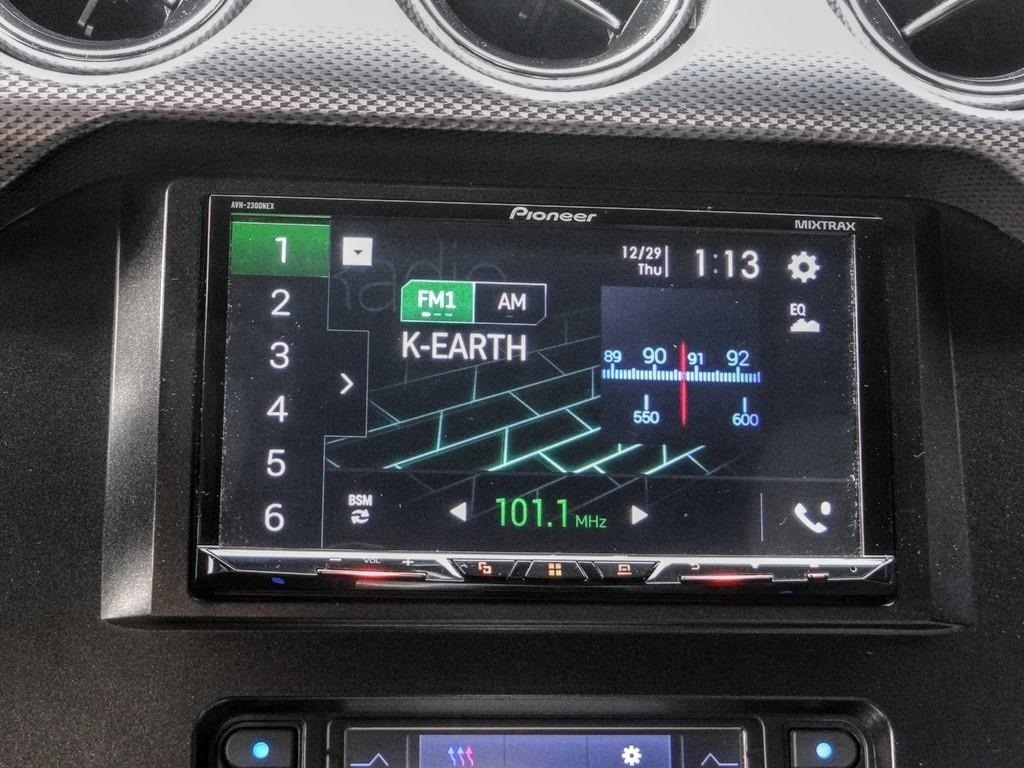 AVH-2300NEX
Pioneer
MIXTRAX
1
2
3
4
5
6
radio
12/29
Thu
1:13
FM1
AM
EQ
K-EARTH
89 90 91 92
550 600
BSM
101.1 MHz
− VOL +